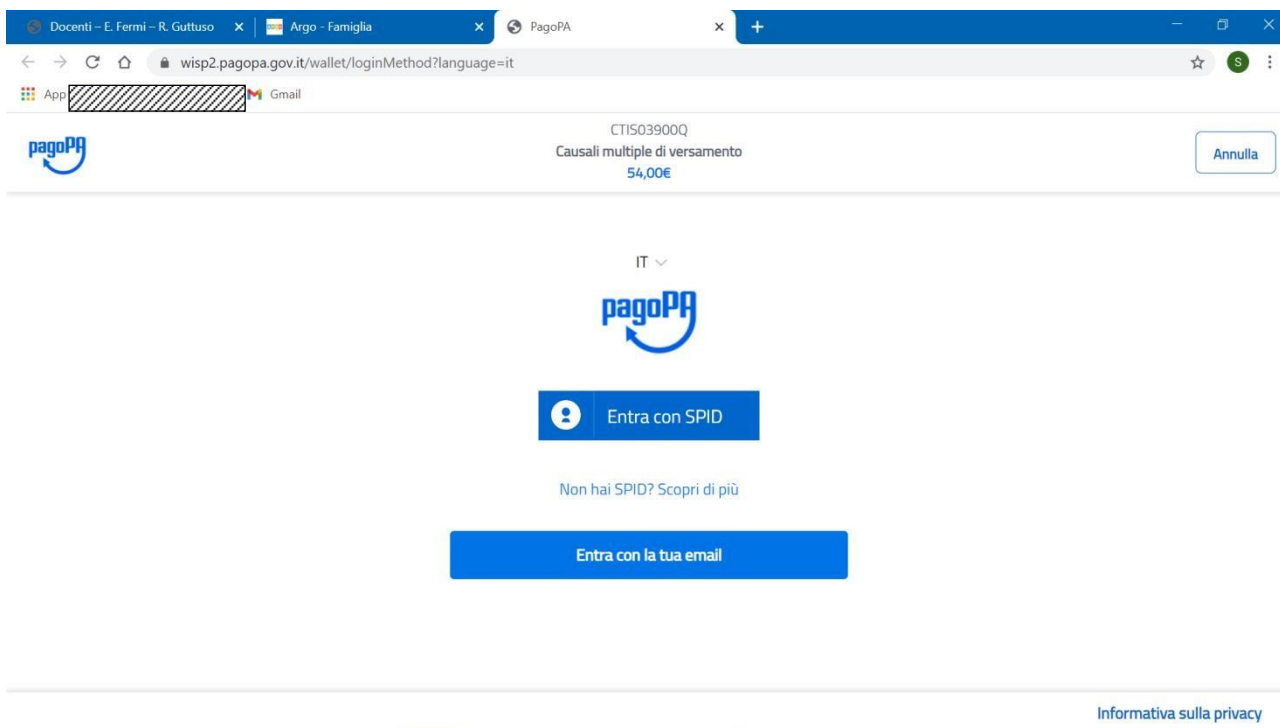 Docenti – E. Fermi – R. Guttuso
Argo - Famiglia
PagoPA
wisp2.pagopa.gov.it/wallet/loginMethod?language=it
S
App
Gmail
pagoPA
CTIS03900Q
Causali multiple di versamento
54,00€
Annulla
IT
pagoPA
Entra con SPID
Non hai SPID? Scopri di più
Entra con la tua email
Informativa sulla privacy